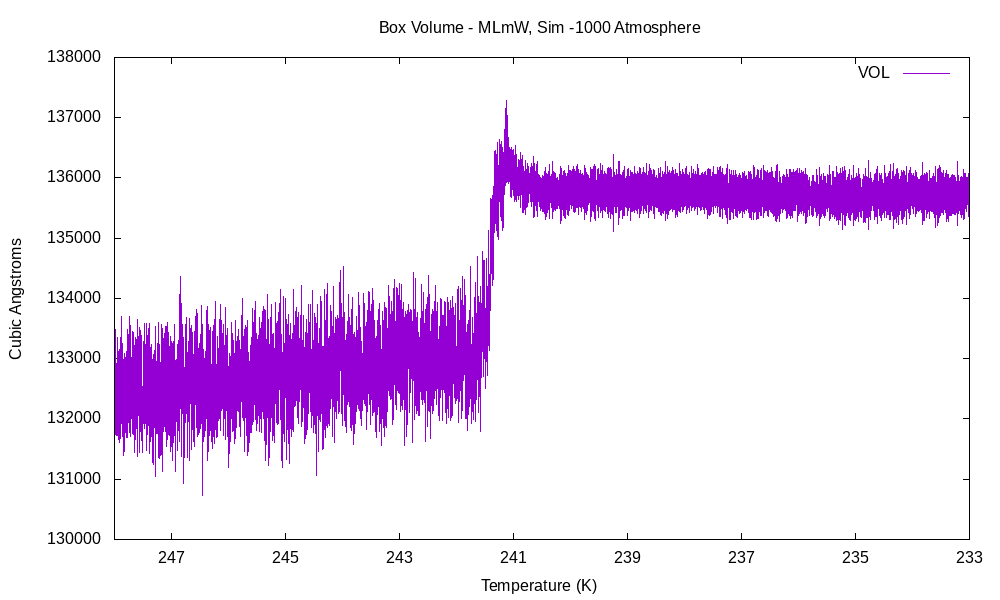 Box Volume - MLmW, Sim -1000 Atmosphere
138000
137000
136000
135000
134000
133000
132000
131000
130000
VOL
Cubic Angstroms
247 245 243 241 239 237 235 233
Temperature (K)